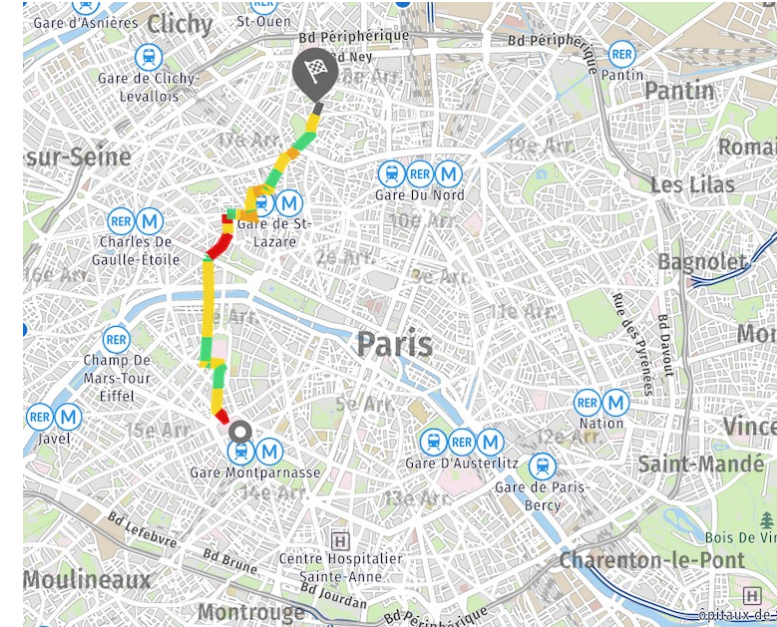 Gare d'Asnières
Clichy
St-Ouen
Bd Périphérique
Bd Périphérique
d Ney
18e Arr.
RER
Pantin
Gare de Clichy-
Levallois
Pantin
17e Arr.
19e Arr.
Romai
-sur-Seine
RER M
Gare Du Nord
Les Lilas
M
RER M
Gare de St-
Lazare
10e Arr.
Charles De
Gaulle-Étoile
2e Arr.
3e Arr.
16e Arr.
Bagnolet
e Arr.
11e Arr.
Rue des Pyrénées
Bd Davout
Mon
RER
Paris
Champ De
Mars-Tour
Eiffel
RER M
Javel
5e Arr.
RER M
Nation
15e Arr.
12e Arr.
Vince
M
Gare Montparnasse
RER M
Gare D'Austerlitz
Saint-Mandé
14e Arr.
13e Arr.
Gare de Paris-
Bercy
Bd Lefebvre
Bd Brune
H
Centre Hospitalier
Sainte-Anne
Bois De Vin
Charenton-le-Pont
Moulineaux
Bd Jourdan
H
Montrouge
Bd Périphérique
ôpitaux-de-